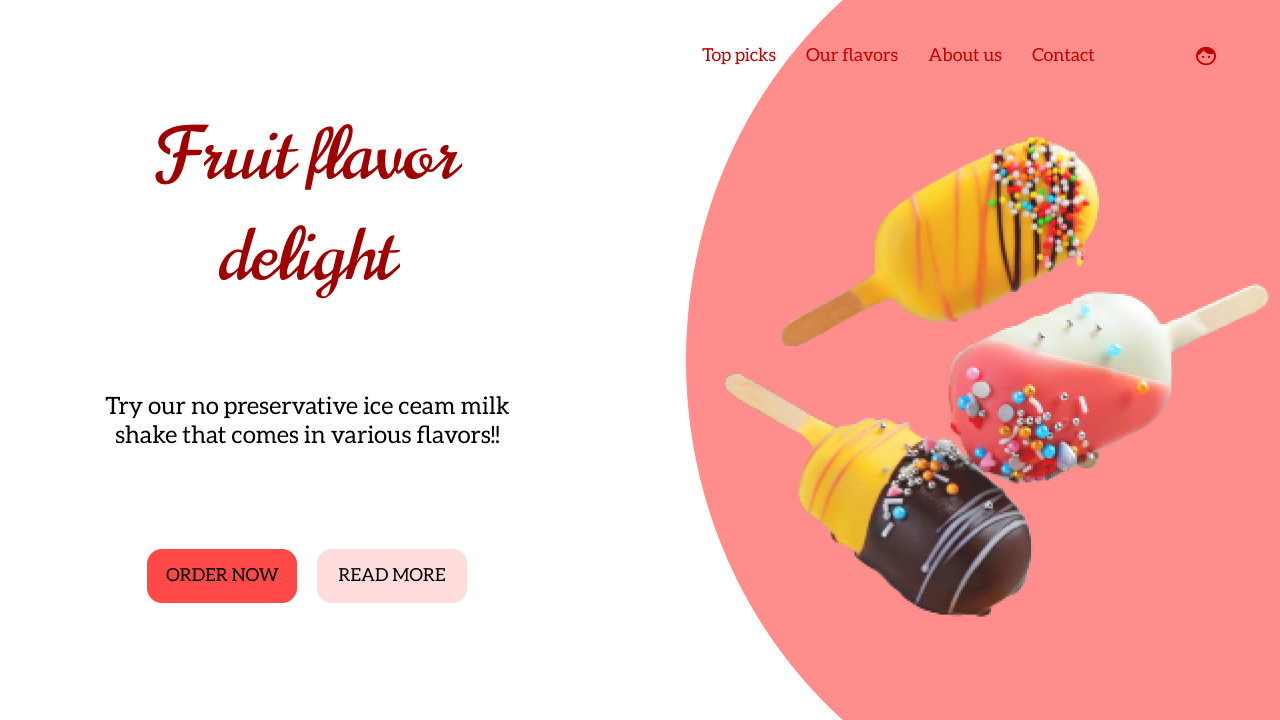 Top picks Our flavors About us Contact
Fruit flavor
delight
Try our no preservative ice ceam milk
shake that comes in various flavors!!
ORDER NOW READ MORE